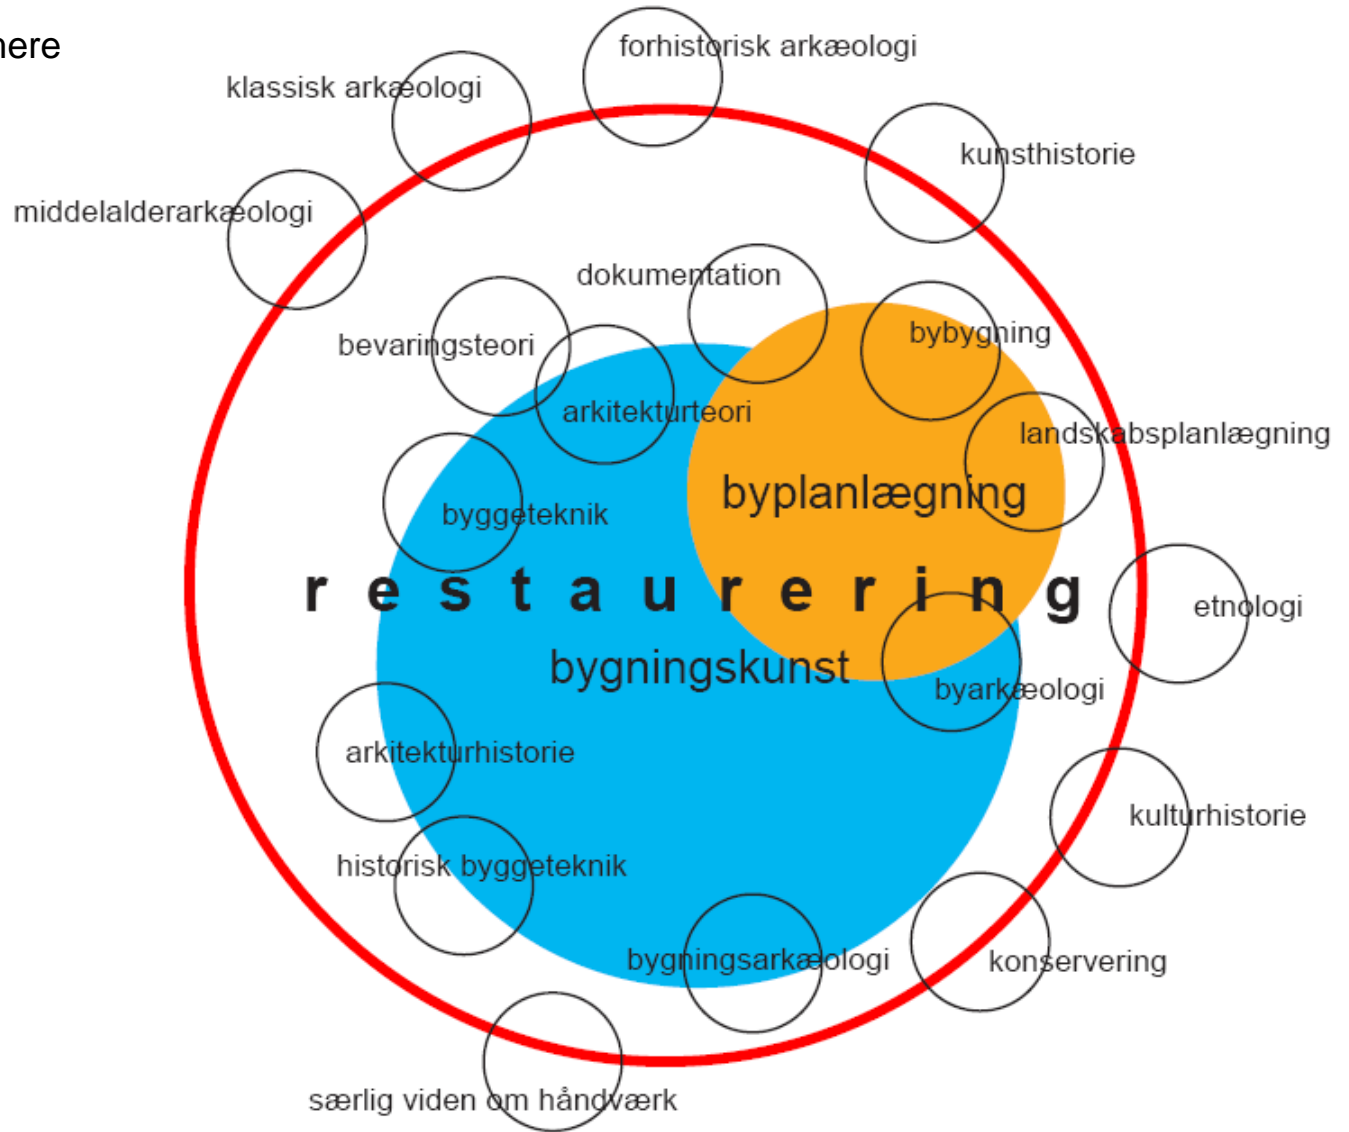 forhistorisk arkæologi
klassisk arkæologi
kunsthistorie
middelalderarkæologi
dokumentation
bybygning
bevaringsteori
arkitekturteori
landskabsplanlægning
byplanlægning
byggeteknik
restaurering
etnologi
bygningskunst
byarkæologi
arkitekturhistorie
kulturhistorie
historisk byggeteknik
bygningsarkæologi
konservering
særlig viden om håndværk